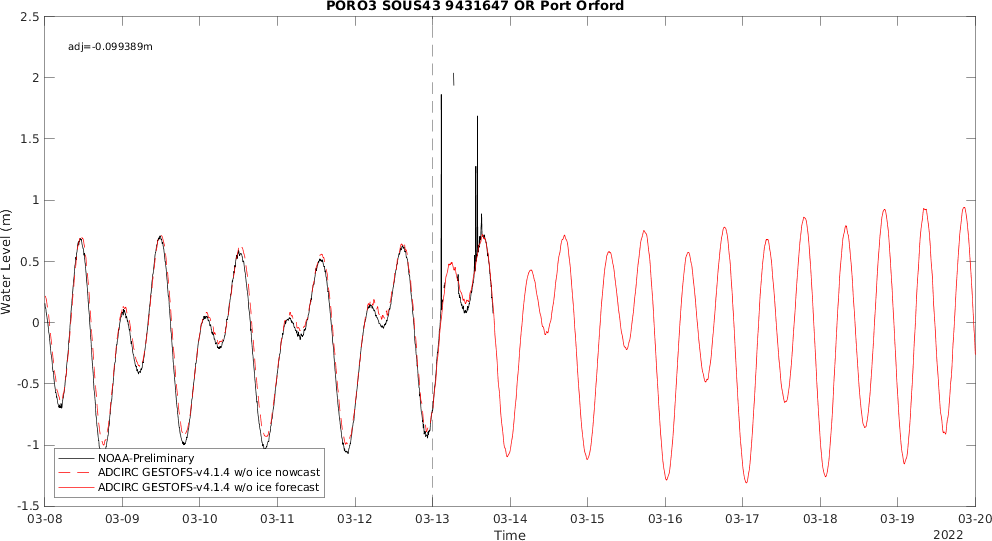 PORO3 SOUS43 9431647 OR Port Orford
adj=-0.099389m
Water Level (m)
2.5
2
1.5
1
0.5
0
-0.5
-1
-1.5
NOAA-Preliminary
ADCIRC GESTOFS-v4.1.4 w/o ice nowcast
ADCIRC GESTOFS-v4.1.4 w/o ice forecast
03-08 03-09 03-10 03-11 03-12 03-13 03-14 03-15 03-16 03-17 03-18 03-19 03-20
Time
2022